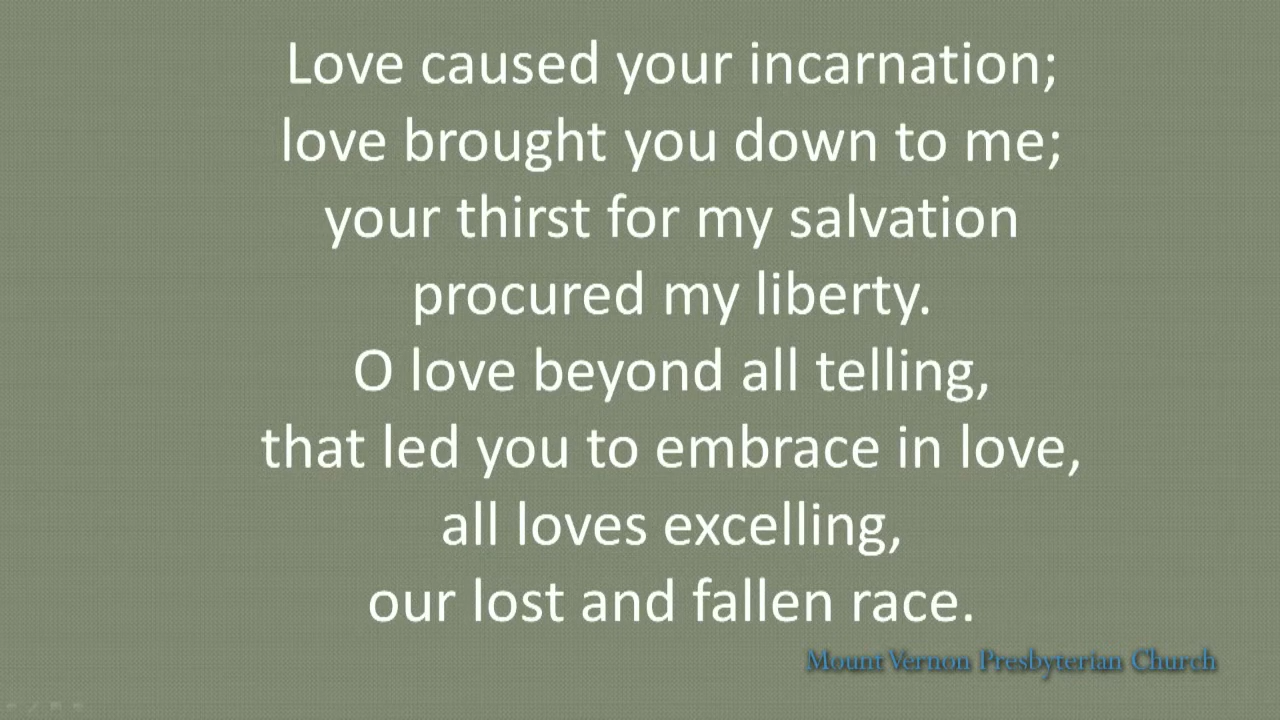 Love caused your incarnation;
love brought you down to me;
your thirst for my salvation
procured my liberty.
O love beyond all telling,
that led you to embrace in love,
all loves excelling,
our lost and fallen race.
Mount Vernon Presbyterian Church